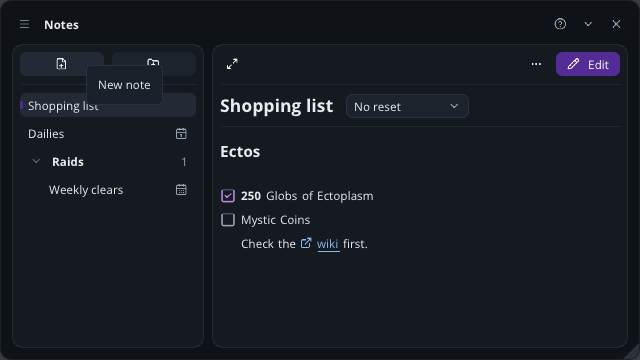 Notes
New note
Edit
Shopping list
Dailies
Raids 1
Weekly clears
Shopping list No reset
Ectos
250 Globs of Ectoplasm
Mystic Coins
Check the wiki first.